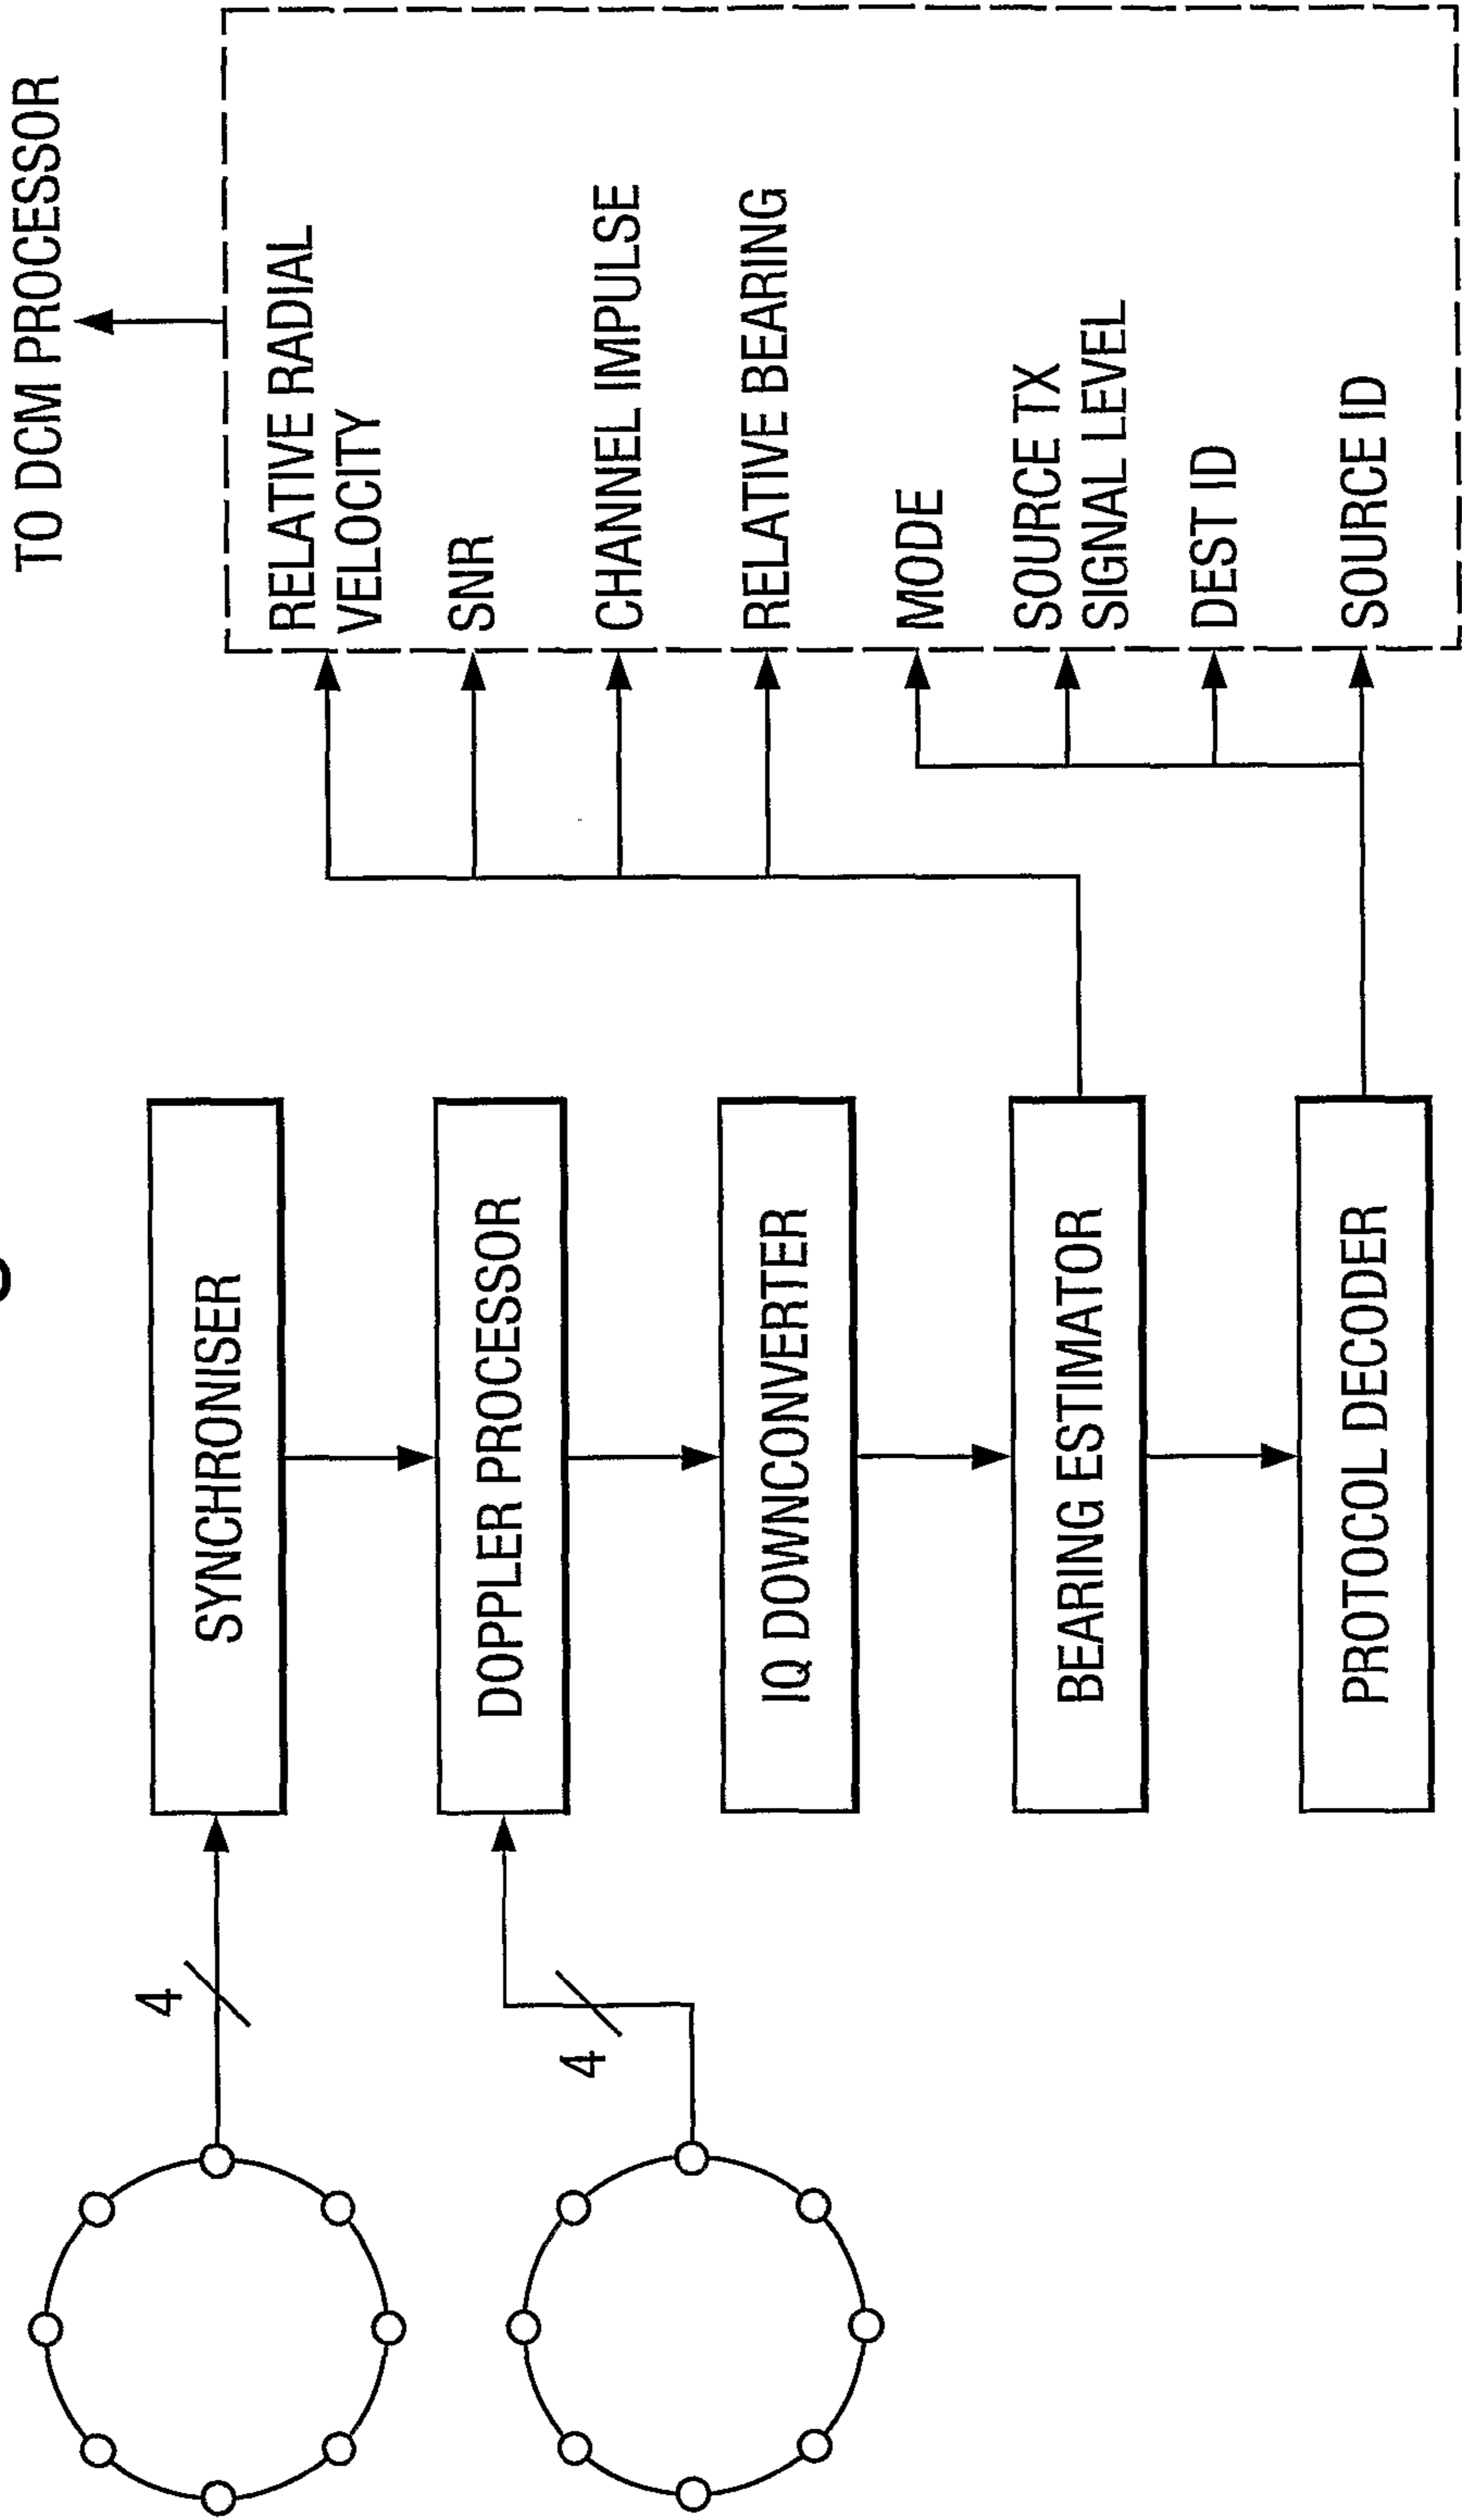 4
4
SYNCHRONISER
DOPPLER PROCESSOR
IQ DOWNCONVERTER
BEARING ESTIMATOR
PROTOCOL DECODER
TO DCM PROCESSOR
RELATIVE RADIAL
VELOCITY
SNR
CHANNEL IMPULSE
RELATIVE BEARING
MODE
SOURCE TX
SIGNAL LEVEL
DEST ID
SOURCE ID